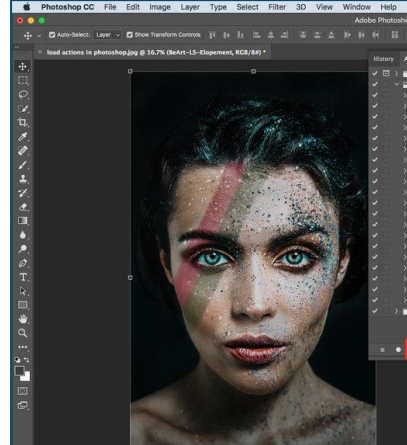 Photoshop CC File Edit Image Layer Type Select Filter 3D View Window Help
Adobe Photosho
Auto-Select: Layer Show Transform Controls
load actions in photoshop.jpg @ 16.7% (BeArt-LS-Elopement, RGB/8#) *
History A